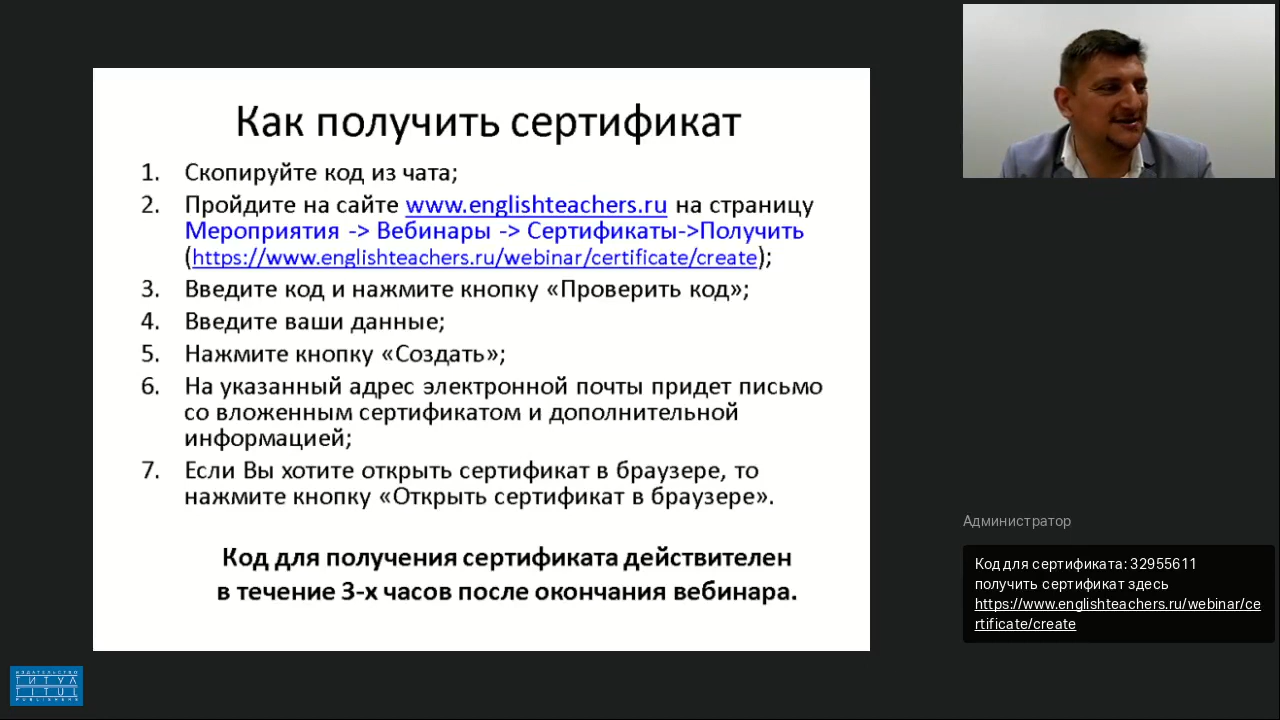 Как получить сертификат
1. Скопируйте код из чата;
2. Пройдите на сайте www.englishteachers.ru на страницу
Мероприятия -> Вебинары -> Сертификаты->Получить
(https://www.englishteachers.ru/webinar/certificate/create);
3. Введите код и нажмите кнопку «Проверить код»;
4. Введите ваши данные;
5. Нажмите кнопку «Создать»;
6. На указанный адрес электронной почты придет письмо
со вложенным сертификатом и дополнительной
информацией;
7. Если Вы хотите открыть сертификат в браузере, то
нажмите кнопку «Открыть сертификат в браузере».
Код для получения сертификата действителен
в течение 3-х часов после окончания вебинара.
Администратор
Код для сертификата: 32955611
получить сертификат здесь
https://www.englishteachers.ru/webinar/ce
rtificate/create
ИЗДАТЕЛЬСТВО
ТИТУЛ
TITUL
PUBLISHERS